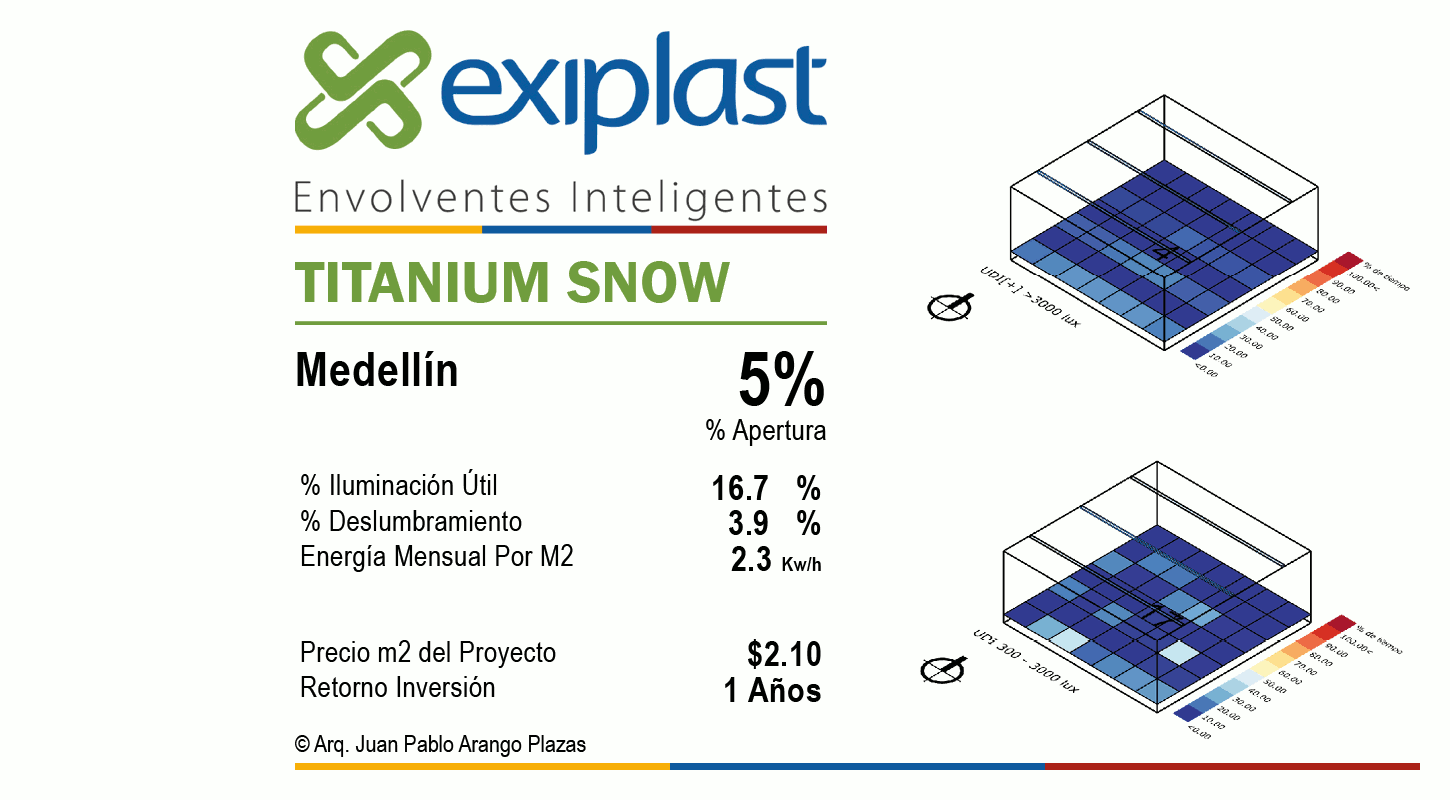 exiplast
Envolventes Inteligentes
TITANIUM SNOW
Medellín
5%
% Apertura
% Iluminación Útil 16.7 %
% Deslumbramiento 3.9 %
Energía Mensual Por M2 2.3 Kw/h
Precio m2 del Proyecto $2.10
Retorno Inversión 1 Años
© Arq. Juan Pablo Arango Plazas
4
UDI[+] >3000 lux
% de tiempo
100.00<
90.00
80.00
70.00
60.00
50.00
40.00
30.00
20.00
10.00
<0.00
17
UDi 300 - 3000 lux
% de tiempo
100.00<
90.00
80.00
70.00
60.00
50.00
40.00
30.00
20.00
10.00
<0.00